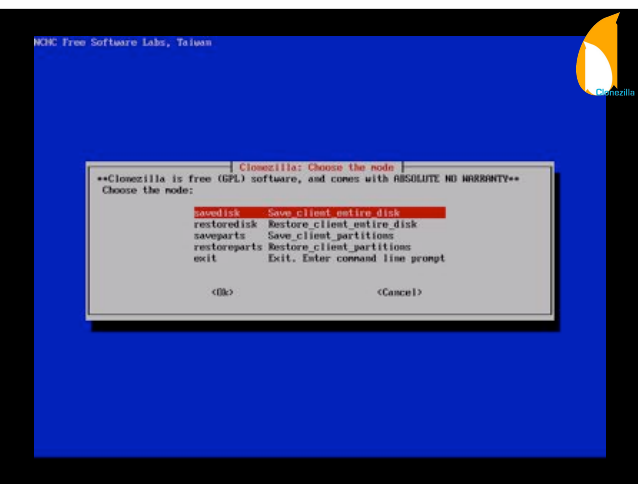 NCHC Free Software Labs, Taiwan
Clonezilla
Clonezilla: Choose the mode
**Clonezilla is free (GPL) software, and comes with ABSOLUTE NO WARRANTY**
Choose the mode:
savedisk Save_client_entire_disk
restoredisk Restore_client_entire_disk
saveparts Save_client_partitions
restoreparts Restore_client_partitions
exit Exit. Enter command line prompt
<Ok> <Cancel>